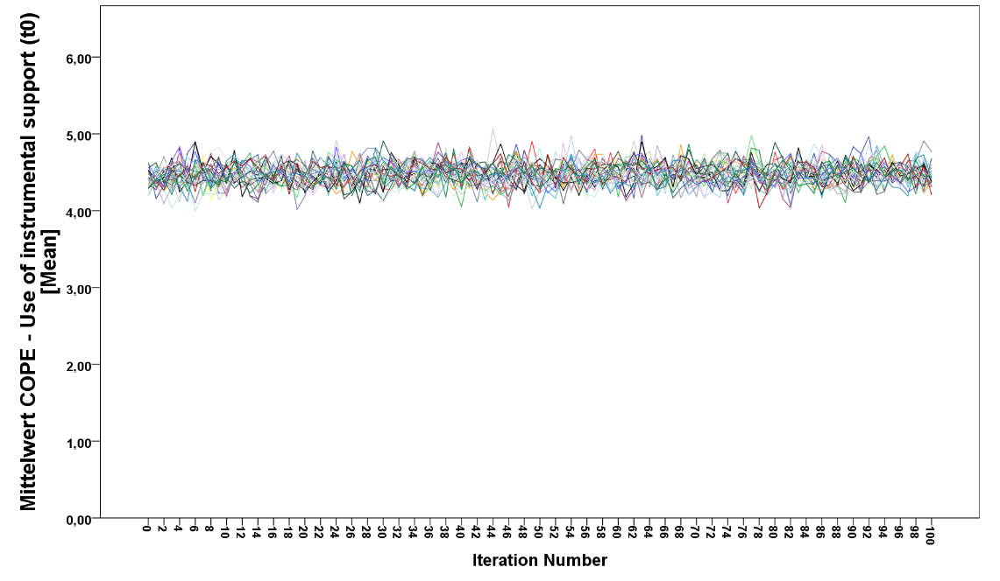 Mittelwert COPE - Use of instrumental support (t0)
[Mean]
6,00
5,00
4,00
3,00
2,00
1,00
0,00
0 2 4 6 8 10 12 14 16 18 20 22 24 26 28 30 32 34 36 38 40 42 44 46 48 50 52 54 56 58 60 62 64 66 68 70 72 74 76 78 80 82 84 86 88 90 92 94 96 98 100
Iteration Number